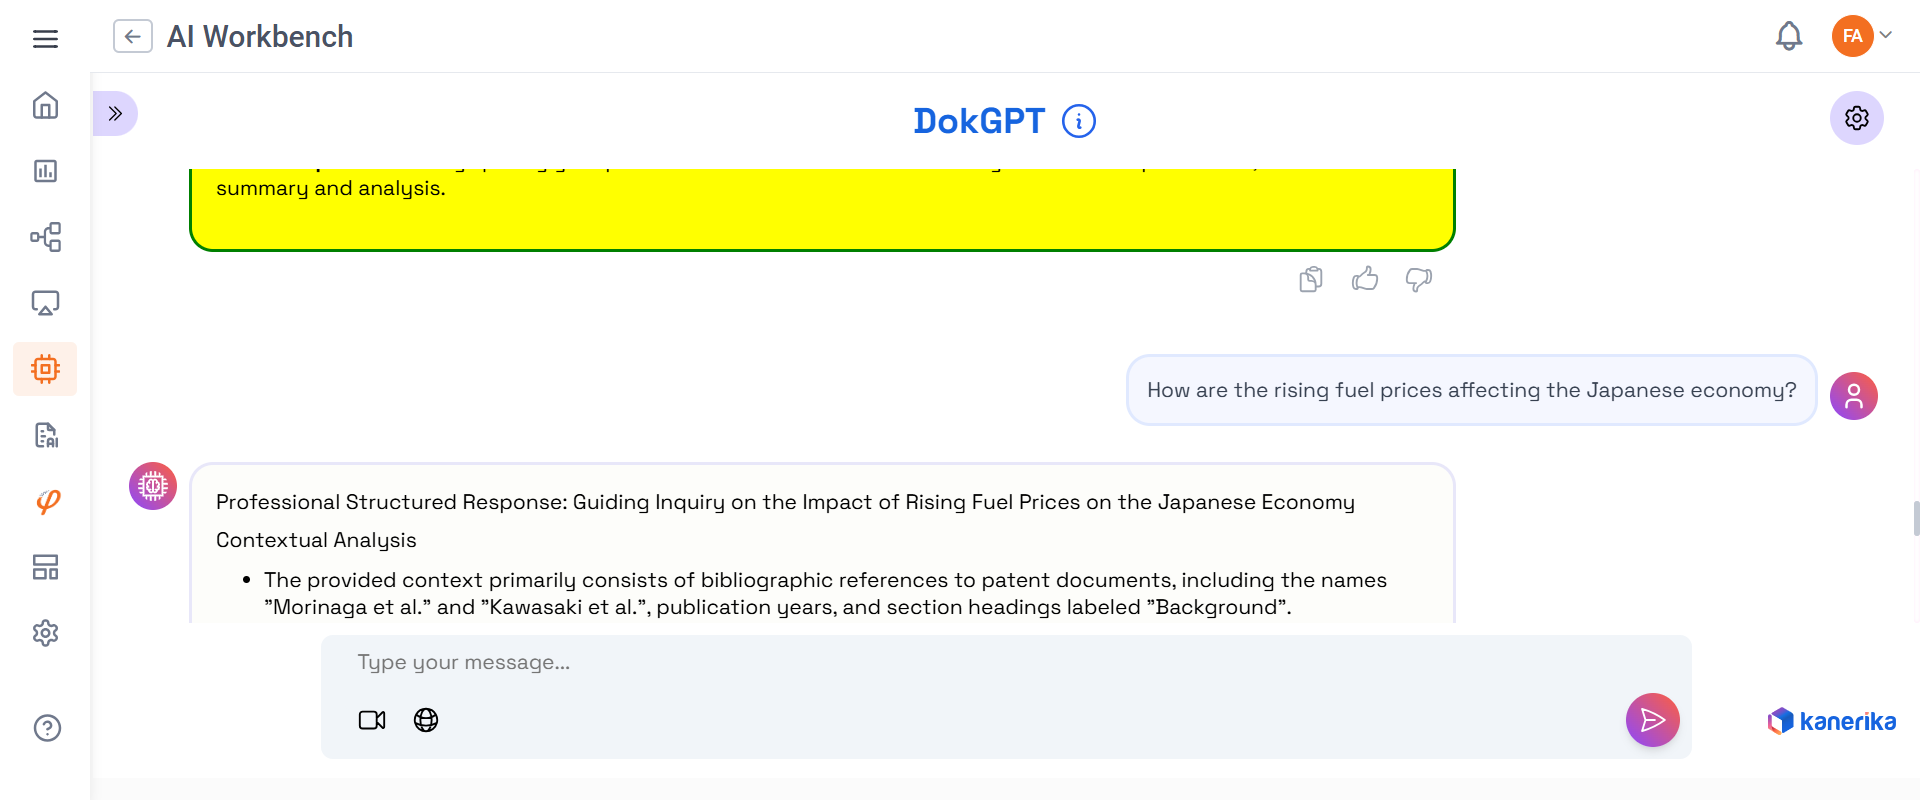 AI Workbench
FA
DokGPT
summary and analysis.
How are the rising fuel prices affecting the Japanese economy?
Professional Structured Response: Guiding Inquiry on the Impact of Rising Fuel Prices on the Japanese Economy
Contextual Analysis
• The provided context primarily consists of bibliographic references to patent documents, including the names
”Morinaga et al.” and ”Kawasaki et al.”, publication years, and section headings labeled ”Background”.
Type your message...
kanerika